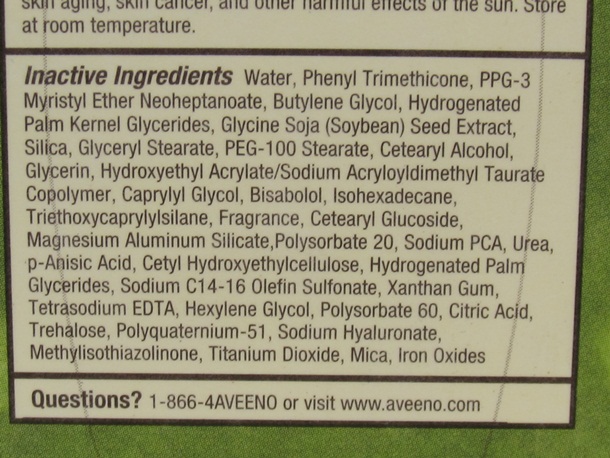 skin aging, skin cancer, and other harmful effects of the sun. Store
at room temperature.
Inactive Ingredients Water, Phenyl Trimethicone, PPG-3
Myristyl Ether Neoheptanoate, Butylene Glycol, Hydrogenated
Palm Kernel Glycerides, Glycine Soja (Soybean) Seed Extract,
Silica, Glyceryl Stearate, PEG-100 Stearate, Cetearyl Alcohol,
Glycerin, Hydroxyethyl Acrylate/Sodium Acryloyldimethyl Taurate
Copolymer, Caprylyl Glycol, Bisabolol, Isohexadecane,
Triethoxycaprylylsilane, Fragrance, Cetearyl Glucoside,
Magnesium Aluminum Silicate,Polysorbate 20, Sodium PCA, Urea,
p-Anisic Acid, Cetyl Hydroxyethylcellulose, Hydrogenated Palm
Glycerides, Sodium C14-16 Olefin Sulfonate, Xanthan Gum,
Tetrasodium EDTA, Hexylene Glycol, Polysorbate 60, Citric Acid,
Trehalose, Polyquaternium-51, Sodium Hyaluronate,
Methylisothiazolinone, Titanium Dioxide, Mica, Iron Oxides
Questions? 1-866-4AVEENO or visit www.aveeno.com